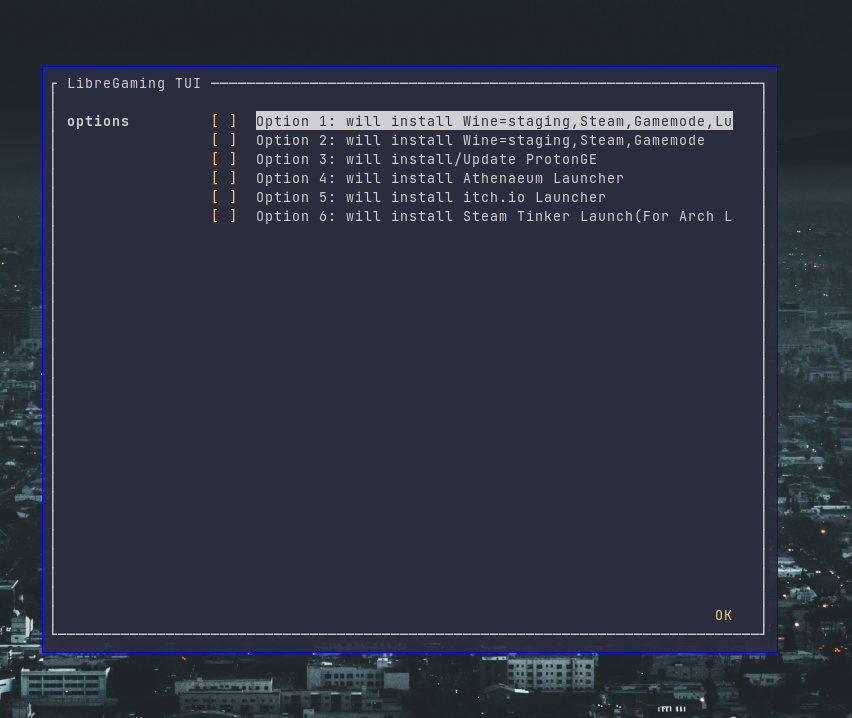 LibreGaming TUI
options [ ] Option 1: will install Wine=staging,Steam,Gamemode,Lu
[ ] Option 2: will install Wine=staging,Steam,Gamemode
[ ] Option 3: will install/Update ProtonGE
[ ] Option 4: will install Athenaeum Launcher
[ ] Option 5: will install itch.io Launcher
[ ] Option 6: will install Steam Tinker Launch(For Arch L
OK